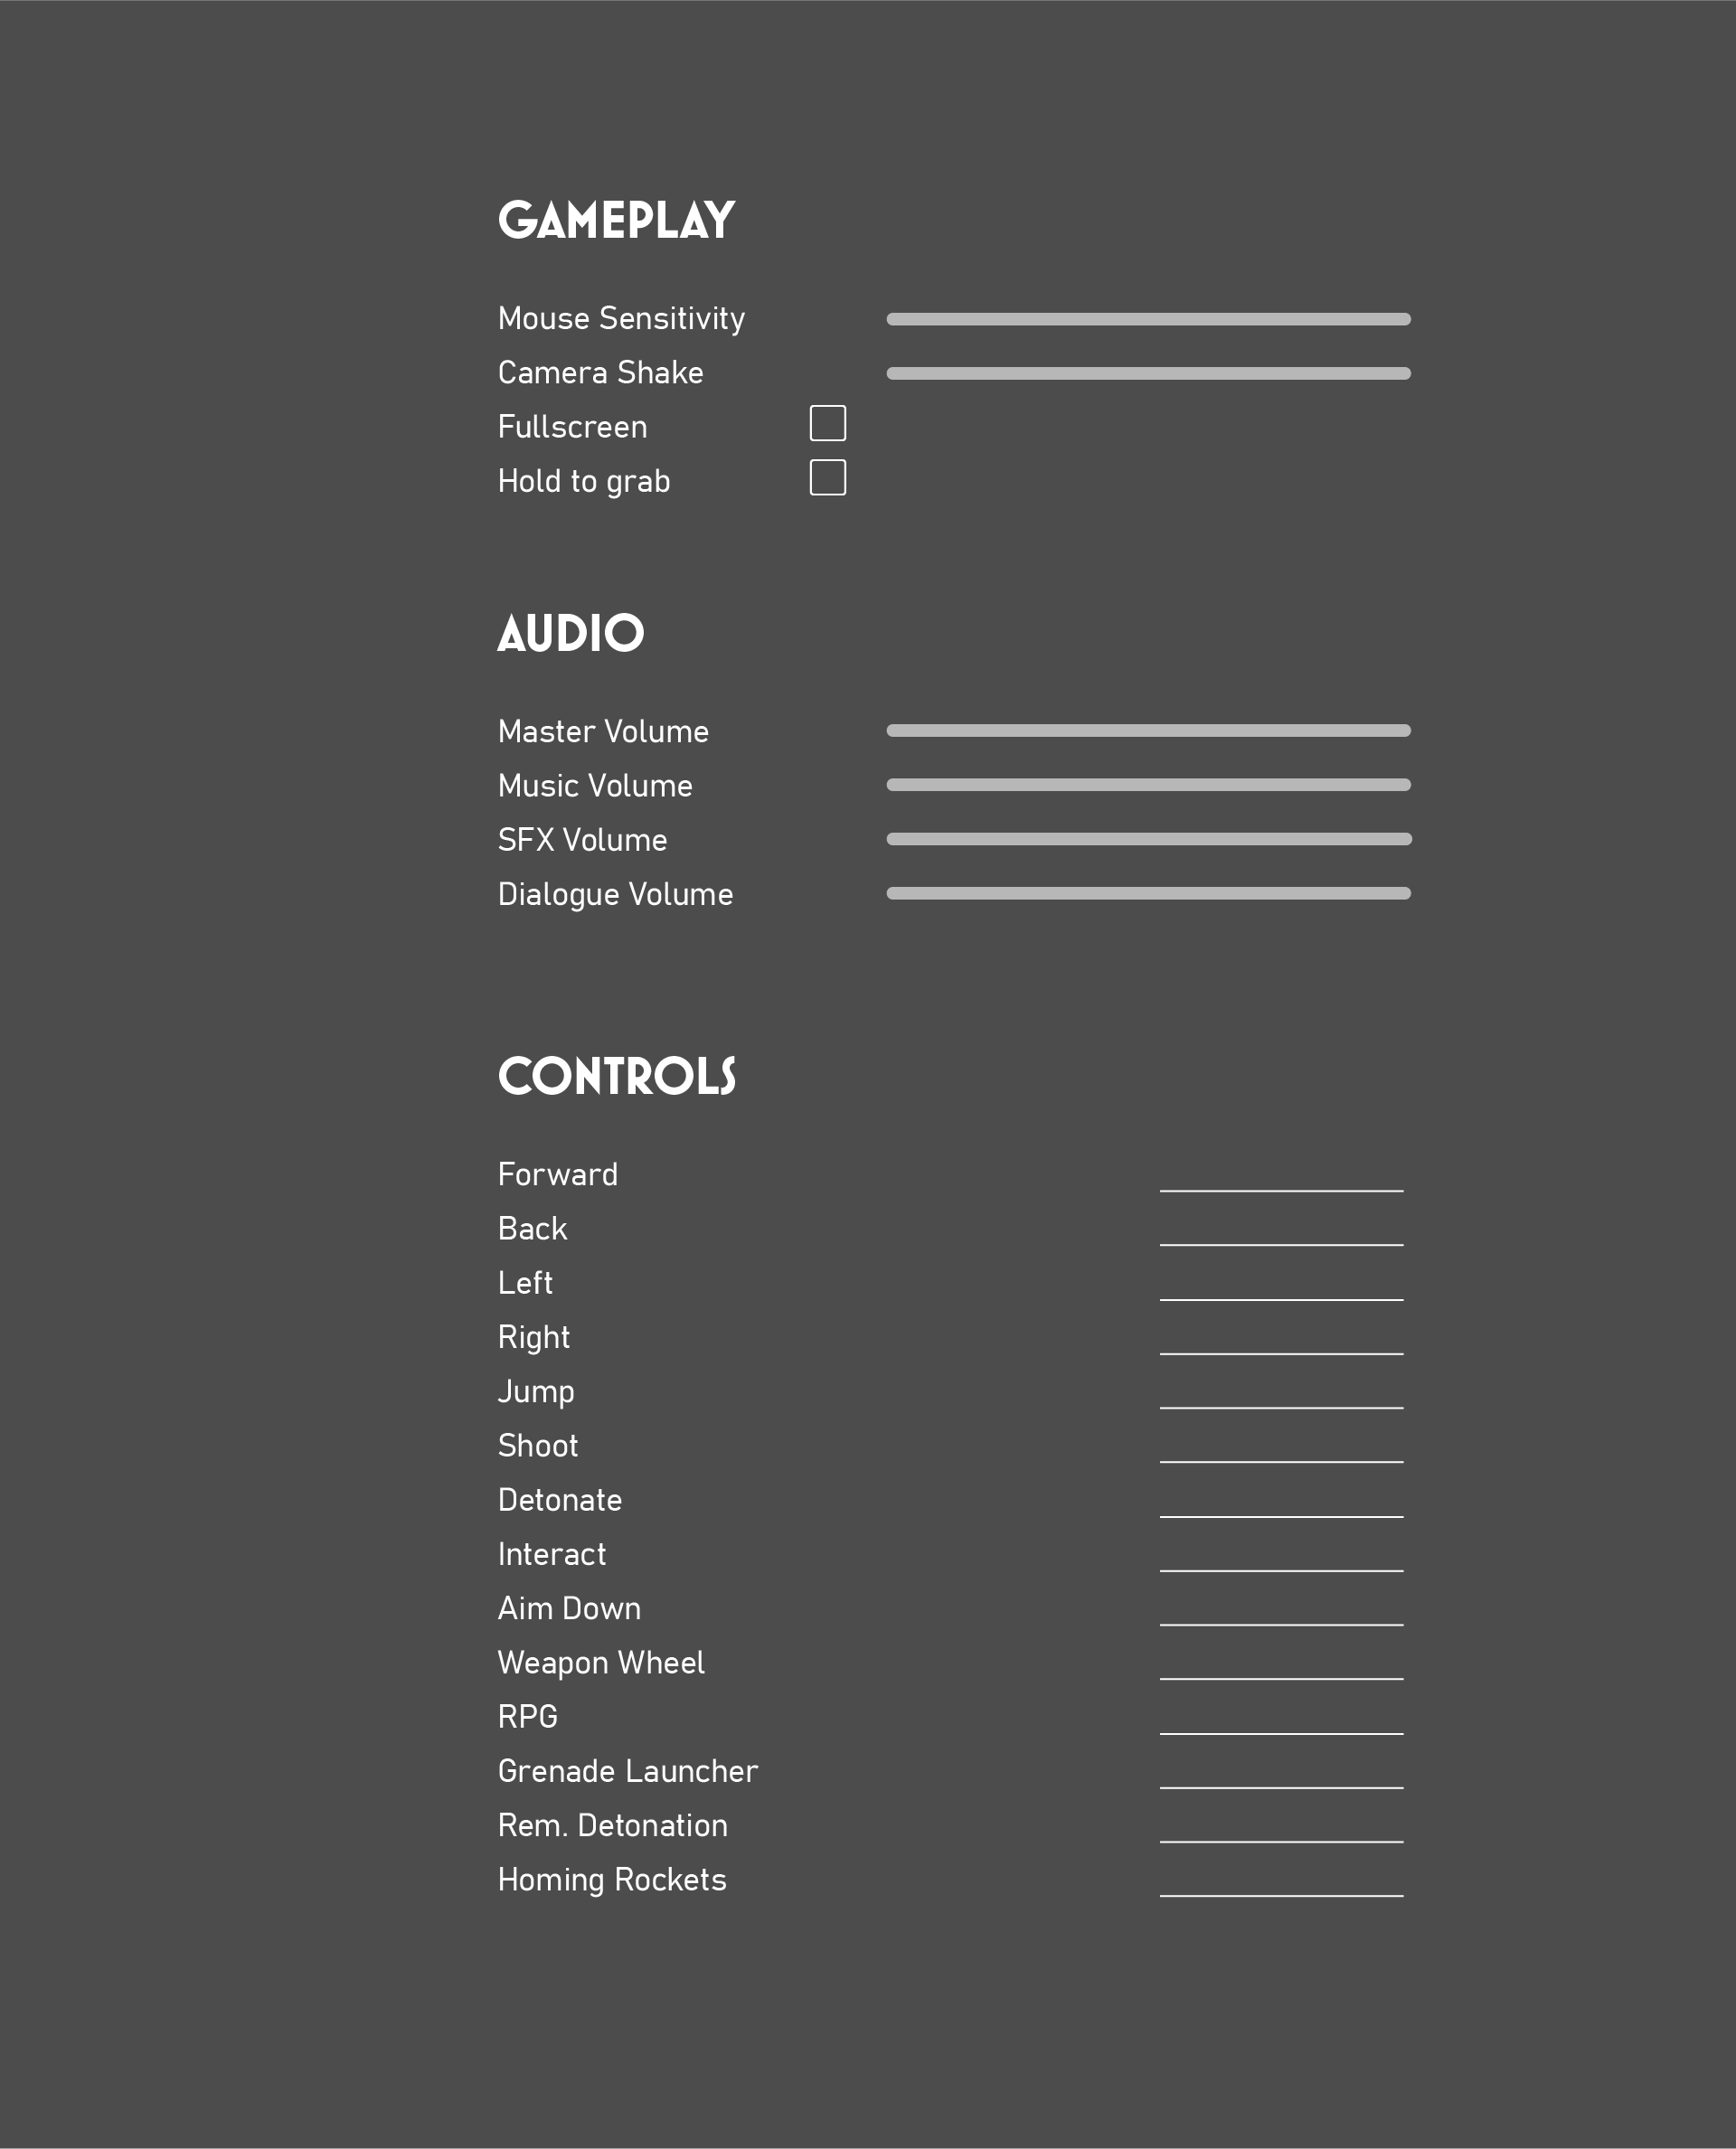 GAMEPLAY
Mouse Sensitivity
Camera Shake
Fullscreen
Hold to grab
AUDIO
Master Volume
Music Volume
SFX Volume
Dialogue Volume
CONTROLS
Forward
Back
Left
Right
Jump
Shoot
Detonate
Interact
Aim Down
Weapon Wheel
RPG
Grenade Launcher
Rem. Detonation
Homing Rockets